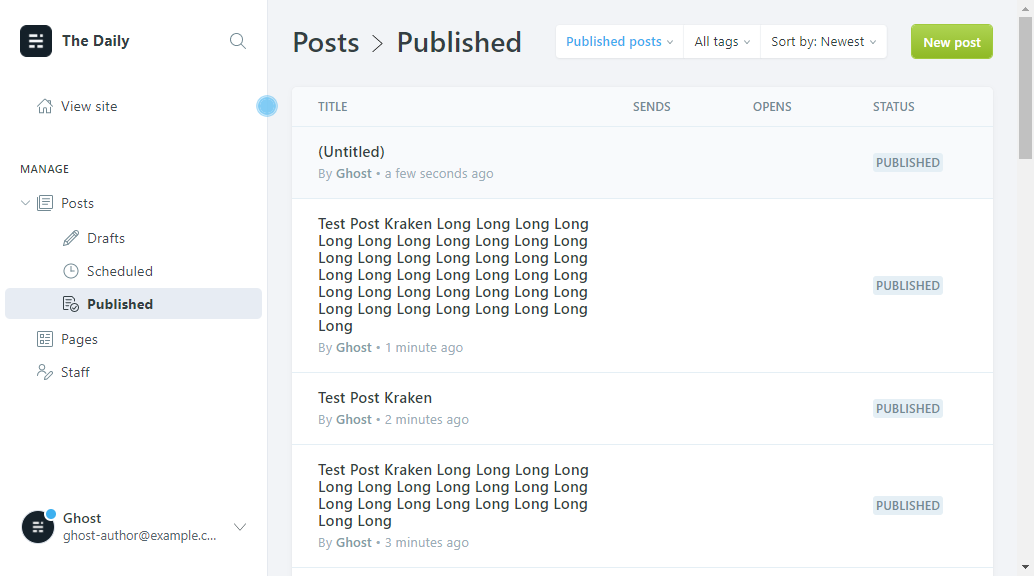 The Daily
View site
MANAGE
Posts
Drafts
Scheduled
Published
Pages
Staff
Ghost
ghost-author@example.c...
Posts > Published
Published posts
All tags
Sort by: Newest
New post
TITLE SENDS OPENS STATUS
(Untitled)
By Ghost • a few seconds ago
PUBLISHED
Test Post Kraken Long Long Long Long
Long Long Long Long Long Long Long
Long Long Long Long Long Long Long
Long Long Long Long Long Long Long
Long Long Long Long Long Long Long
Long Long Long Long Long Long Long
Long
By Ghost • 1 minute ago
PUBLISHED
Test Post Kraken
By Ghost • 2 minutes ago
PUBLISHED
Test Post Kraken Long Long Long Long
Long Long Long Long Long Long Long
Long Long Long Long Long Long Long
Long Long
By Ghost • 3 minutes ago
PUBLISHED